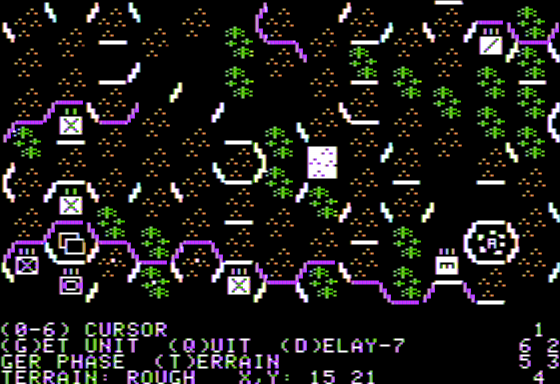 A
(0-6) CURSOR 1
(G)ET UNIT (Q)UIT (D)ELAY-7 6 2
GER PHASE (T)ERRAIN 5 3
TERRAIN: ROUGH X,Y: 15 21 4